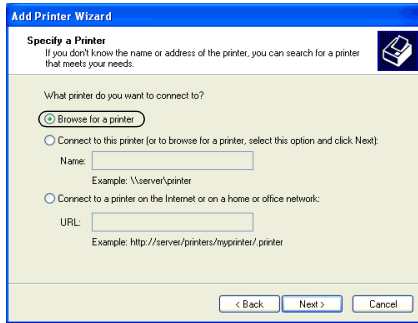 Add Printer Wizard
Specify a Printer
If you don't know the name or address of the printer, you can search for a printer
that meets your needs.
What printer do you want to connect to?
Browse for a printer
Connect to this printer (or to browse for a printer, select this option and click Next):
Name:
Example: \\server\printer
Connect to a printer on the Internet or on a home or office network:
URL:
Example: http://server/printers/myprinter/.printer
< Back Next > Cancel